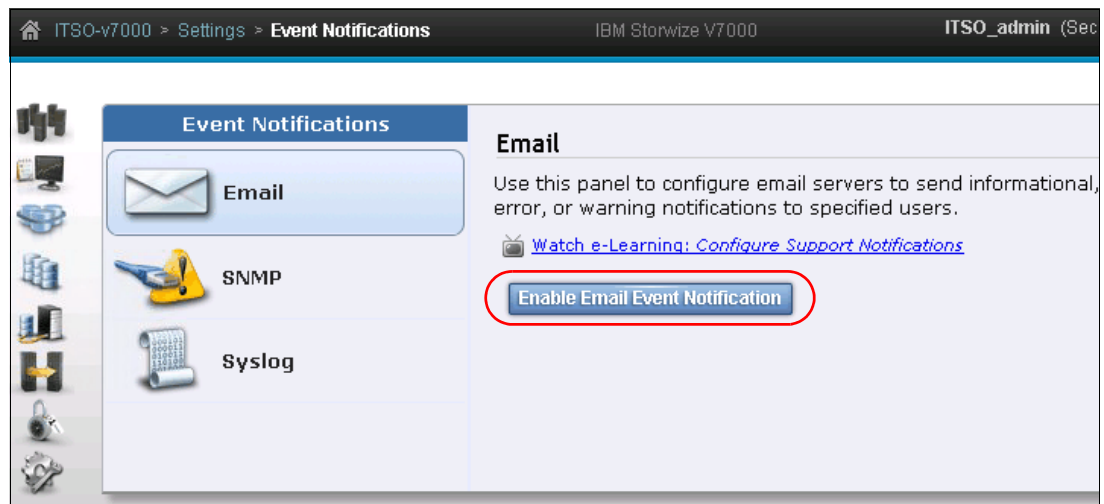 ITSO-v7000 > Settings > Event Notifications
IBM Storwize V7000
ITSO_admin (Sec
Event Notifications
Email
SNMP
Syslog
Email
Use this panel to configure email servers to send informational,
error, or warning notifications to specified users.
Watch e-Learning: Configure Support Notifications
Enable Email Event Notification